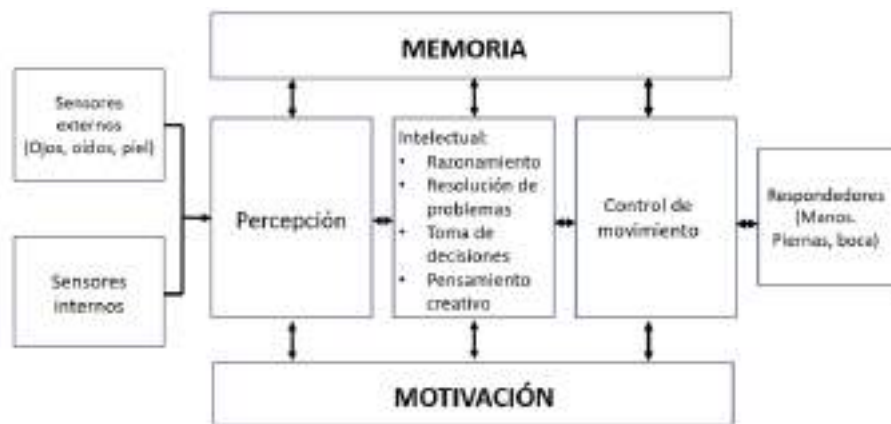 MEMORIA
Sensores
externos
(Ojos, oídos, piel)
Sensores
internos
Percepción
Intelectual:
• Razonamiento
• Resolución de
problemas
• Toma de
decisiones
• Pensamiento
creativo
Control de
movimiento
Respondedores
(Manos.
Piernas, boca)
MOTIVACIÓN